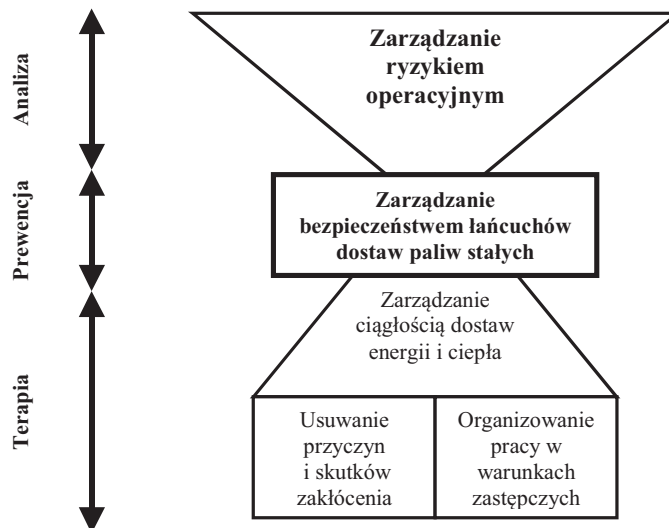 Analiza
Zarządzanie
ryzykiem
operacyjnym
Prewencja
Zarządzanie
bezpieczeństwem łańcuchów
dostaw paliw stałych
Terapia
Zarządzanie
ciągłością dostaw
energii i ciepła
Usuwanie
przyczyn
i skutków
zakłócenia
Organizowanie
pracy w
warunkach
zastępczych